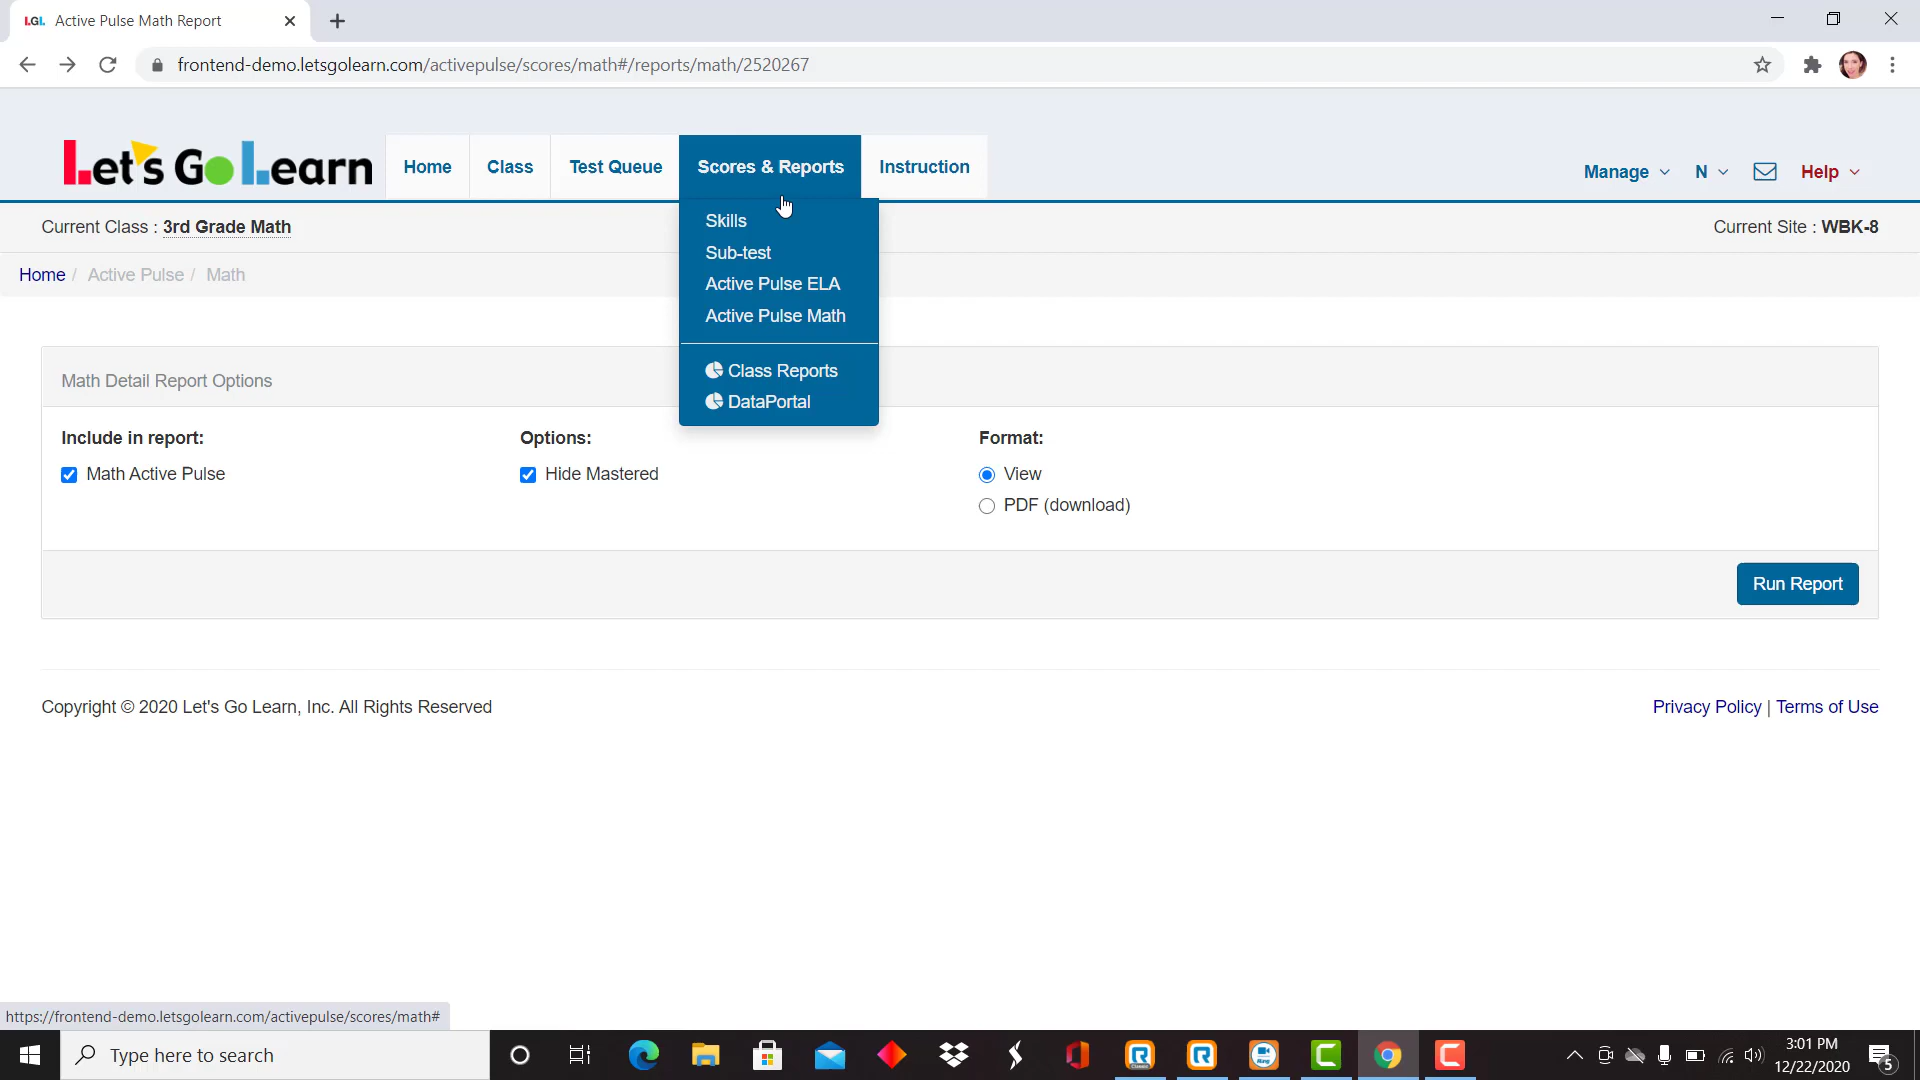 LGL Active Pulse Math Report
frontend-demo.letsgolearn.com/activepulse/scores/math#/reports/math/2520267
Let's Go Learn
Home
Class
Test Queue
Scores & Reports
Instruction
Manage
N
Help
Skills
Sub-test
Active Pulse ELA
Active Pulse Math
Class Reports
DataPortal
Current Class : 3rd Grade Math
Current Site : WBK-8
Home / Active Pulse / Math
Math Detail Report Options
Include in report:
Math Active Pulse
Options:
Hide Mastered
Format:
View
PDF (download)
Run Report
Copyright © 2020 Let's Go Learn, Inc. All Rights Reserved
Privacy Policy | Terms of Use
https://frontend-demo.letsgolearn.com/activepulse/scores/math#
Type here to search
3:01 PM
12/22/2020
5